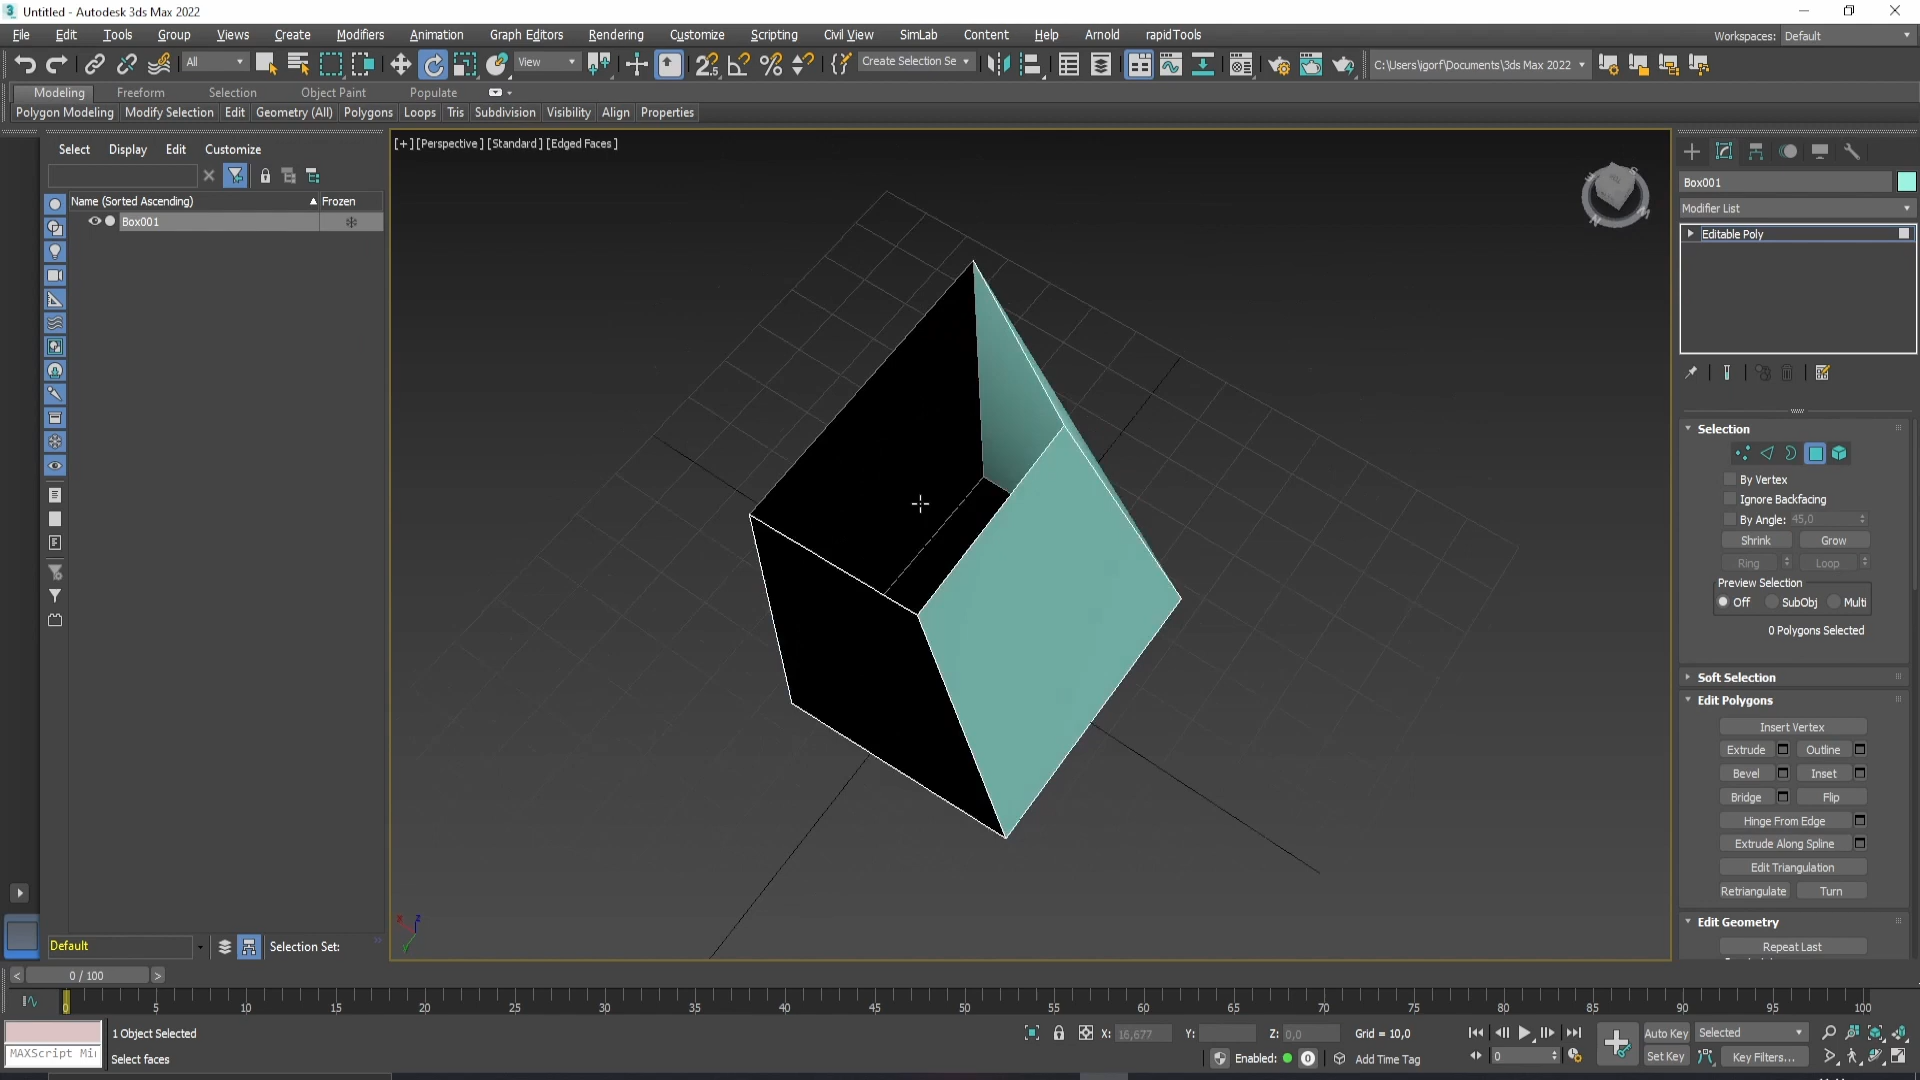 Untitled - Autodesk 3ds Max 2022
File Edit Tools Group Views Create Modifiers Animation Graph Editors Rendering Customize Scripting Civil View SimLab Content Help Arnold rapidTools
Workspaces: Default
All View Create Selection Se C:\Users\jgorf\Documents\3ds Max 2022
Modeling Freeform Selection Object Paint Populate
Polygon Modeling Modify Selection Edit Geometry (All) Polygons Loops Tris Subdivision Visibility Align Properties
Select Display Edit Customize
[+] [Perspective ] [Standard ] [Edged Faces ]
Name (Sorted Ascending) Frozen
Box001
Box001
Modifier List
Editable Poly
Selection
By Vertex
Ignore Backfacing
By Angle: 45,0
Shrink Grow
Ring Loop
Preview Selection
Off SubObj Multi
0 Polygons Selected
Soft Selection
Edit Polygons
Insert Vertex
Extrude Outline
Bevel Inset
Bridge Flip
Hinge From Edge
Extrude Along Spline
Edit Triangulation
Retriangulate Turn
Edit Geometry
Repeat Last
Default Selection Set:
< 0 / 100 >
0 5 10 15 20 25 30 35 40 45 50 55 60 65 70 75 80 85 90 95 100
1 Object Selected
X: 16,677 Y: Z: 0,0 Grid = 10,0
Auto Key Selected
MAXScript Mi
Select faces
Enabled: 0 Add Time Tag
0
Set Key Key Filters...